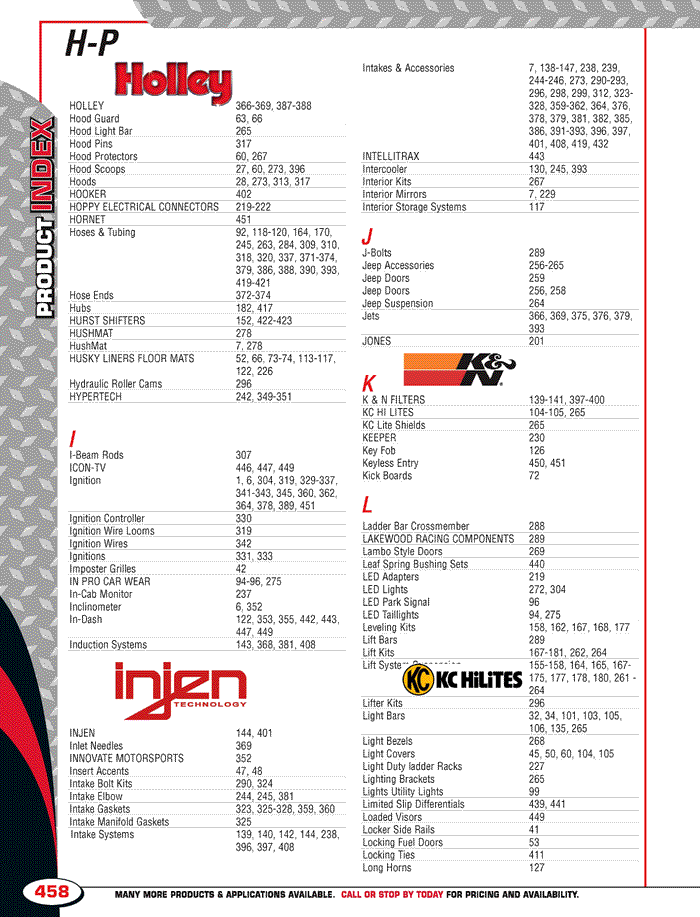 H-P
PRODUCT INDEX
Holley
HOLLEY 366-369, 387-388
Hood Guard 63, 66
Hood Light Bar 265
Hood Pins 317
Hood Protectors 60, 267
Hood Scoops 27, 60, 273, 396
Hoods 28, 273, 313, 317
HOOKER 402
HOPPY ELECTRICAL CONNECTORS 219-222
HORNET 451
Hoses & Tubing 92, 118-120, 164, 170,
245, 263, 284, 309, 310,
318, 320, 337, 371-374,
379, 386, 388, 390, 393,
419-421
Hose Ends 372-374
Hubs 182, 417
HURST SHIFTERS 152, 422-423
HUSHMAT 278
HushMat 7, 278
HUSKY LINERS FLOOR MATS 52, 66, 73-74, 113-117,
122, 226
Hydraulic Roller Cams 296
HYPERTECH 242, 349-351
I
I-Beam Rods 307
ICON-TV 446, 447, 449
Ignition 1, 6, 304, 319, 329-337,
341-343, 345, 360, 362,
364, 378, 389, 451
Ignition Controller 330
Ignition Wire Looms 319
Ignition Wires 342
Ignitions 331, 333
Imposter Grilles 42
IN PRO CAR WEAR 94-96, 275
In-Cab Monitor 237
Inclinometer 6, 352
In-Dash 122, 353, 355, 442, 443,
447, 449
Induction Systems 143, 368, 381, 408
injen
TECHNOLOGY
INJEN 144, 401
Inlet Needles 369
INNOVATE MOTORSPORTS 352
Insert Accents 47, 48
Intake Bolt Kits 290, 324
Intake Elbow 244, 245, 381
Intake Gaskets 323, 325-328, 359, 360
Intake Manifold Gaskets 325
Intake Systems 139, 140, 142, 144, 238,
396, 397, 408
Intakes & Accessories 7, 138-147, 238, 239,
244-246, 273, 290-293,
296, 298, 299, 312, 323-
328, 359-362, 364, 376,
378, 379, 381, 382, 385,
386, 391-393, 396, 397,
401, 408, 419, 432
INTELLITRAX 443
Intercooler 130, 245, 393
Interior Kits 267
Interior Mirrors 7, 229
Interior Storage Systems 117
J
J-Bolts 289
Jeep Accessories 256-265
Jeep Doors 259
Jeep Doors 256, 258
Jeep Suspension 264
Jets 366, 369, 375, 376, 379,
393
JONES 201
K&N
K
K & N FILTERS 139-141, 397-400
KC HI LITES 104-105, 265
KC Lite Shields 265
KEEPER 230
Key Fob 126
Keyless Entry 450, 451
Kick Boards 72
L
Ladder Bar Crossmember 288
LAKEWOOD RACING COMPONENTS 289
Lambo Style Doors 269
Leaf Spring Bushing Sets 440
LED Adapters 219
LED Lights 272, 304
LED Park Signal 96
LED Taillights 94, 275
Leveling Kits 158, 162, 167, 168, 177
Lift Bars 289
Lift Kits 167-181, 262, 264
Lift System 155-158, 164, 165, 167-
175, 177, 178, 180, 261 -
264
KC KC HiLiTES
Lifter Kits 296
Light Bars 32, 34, 101, 103, 105,
106, 135, 265
Light Bezels 268
Light Covers 45, 50, 60, 104, 105
Light Duty ladder Racks 227
Lighting Brackets 265
Lights Utility Lights 99
Limited Slip Differentials 439, 441
Loaded Visors 449
Locker Side Rails 41
Locking Fuel Doors 53
Locking Ties 411
Long Horns 127
458 MANY MORE PRODUCTS & APPLICATIONS AVAILABLE. CALL OR STOP BY TODAY FOR PRICING AND AVAILABILITY.